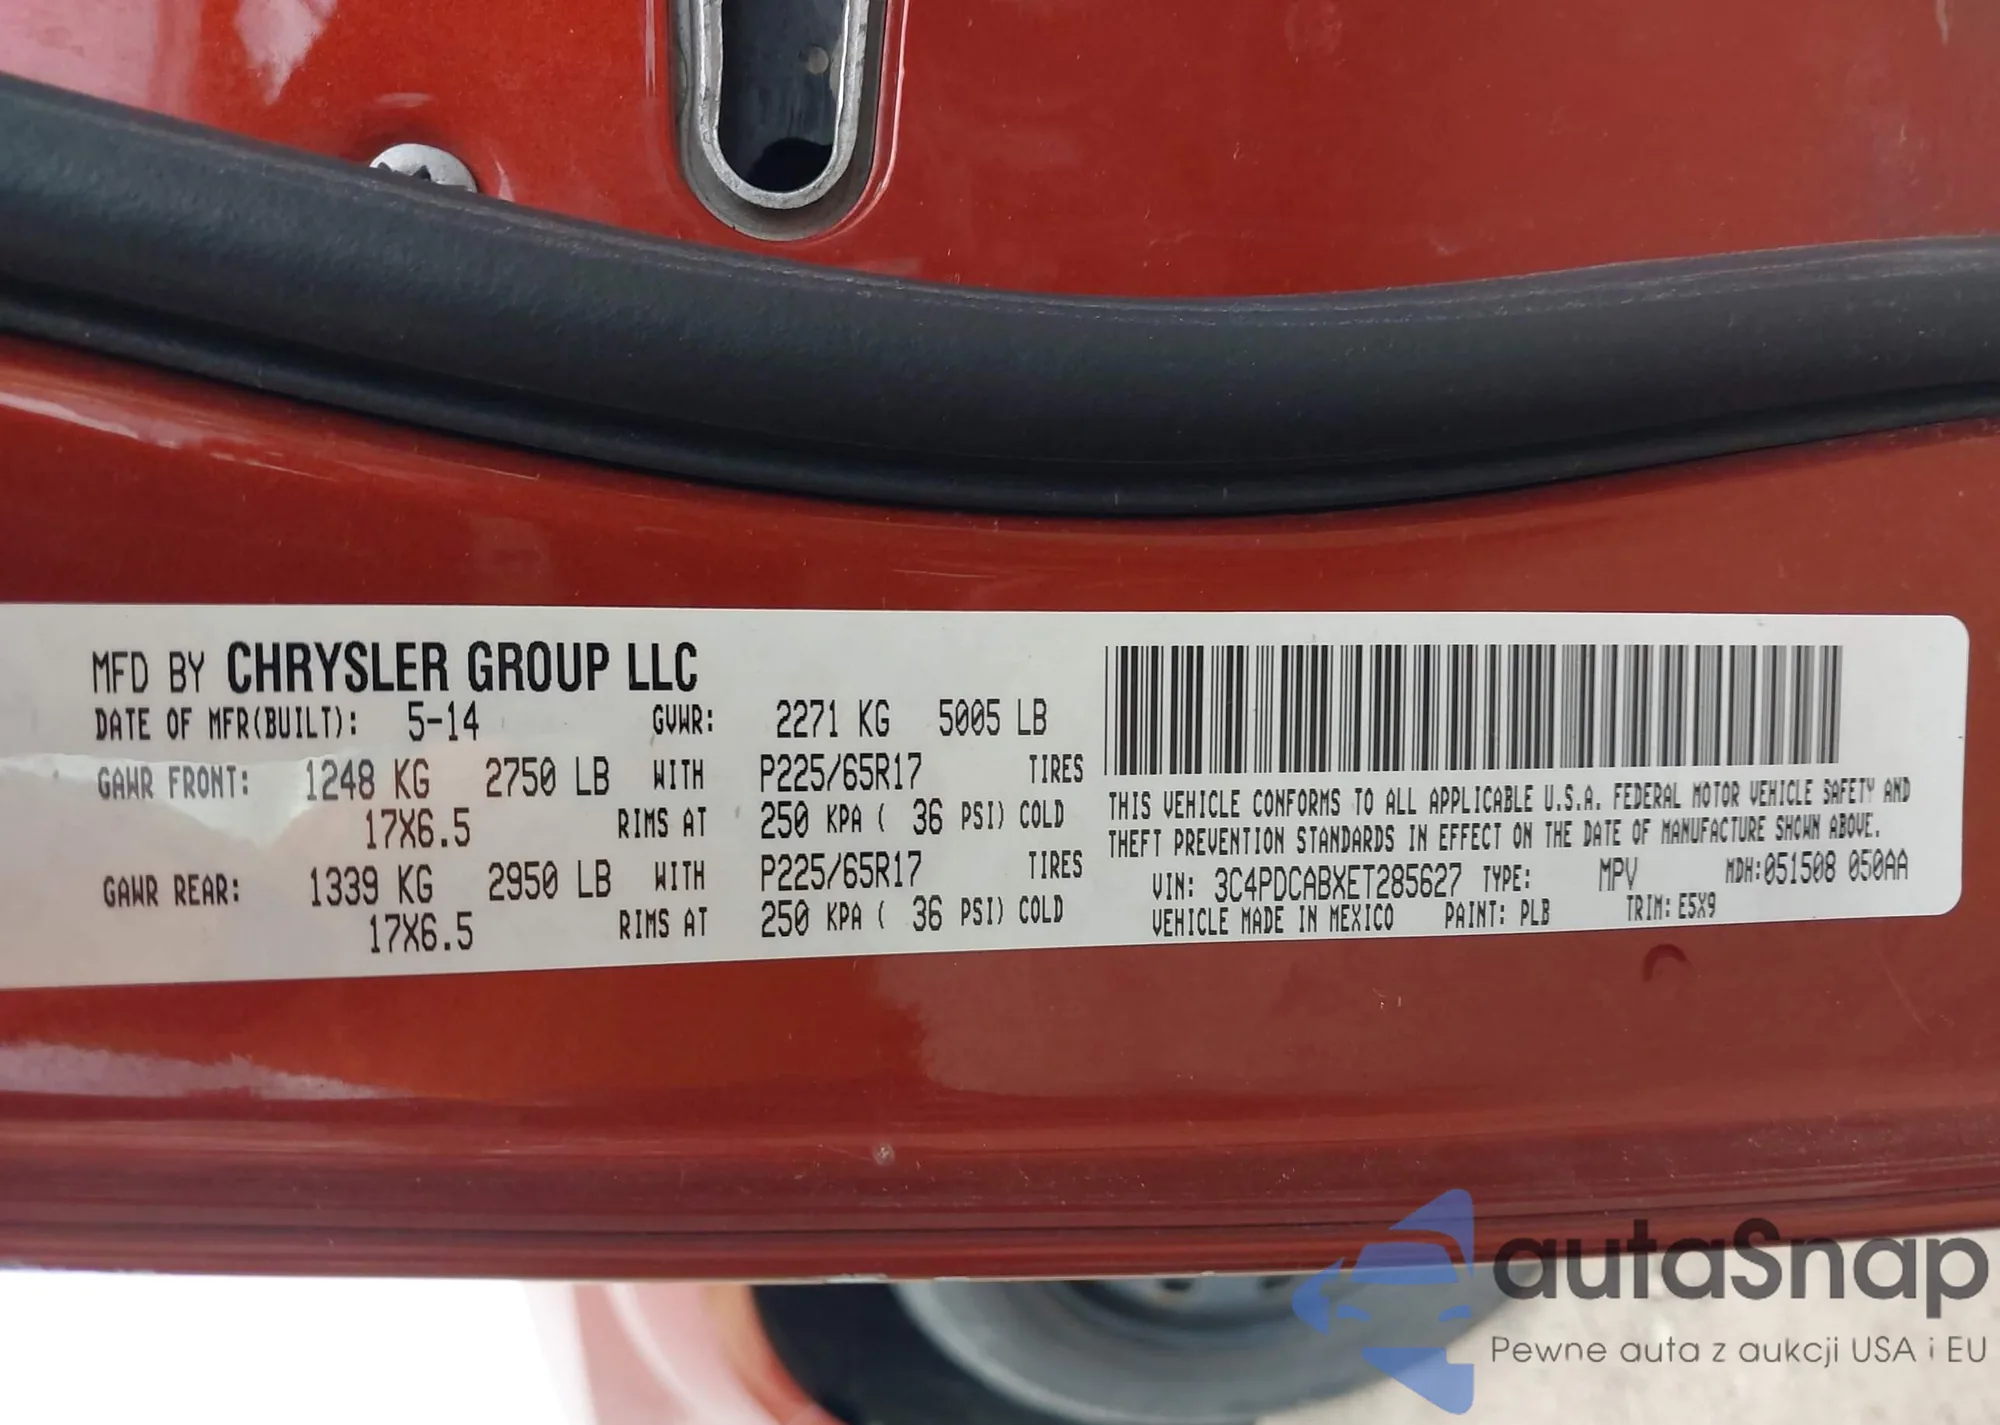 MFD BY CHRYSLER GROUP LLC
DATE OF MFR(BUILT): 5-14 GVWR: 2271 KG 5005 LB
GAWR FRONT: 1248 KG 2750 LB WITH P225/65R17 TIRES
17X6.5 RIMS AT 250 KPA ( 36 PSI) COLD
GAWR REAR: 1339 KG 2950 LB WITH P225/65R17 TIRES
17X6.5 RIMS AT 250 KPA ( 36 PSI) COLD
THIS VEHICLE CONFORMS TO ALL APPLICABLE U.S.A. FEDERAL MOTOR VEHICLE SAFETY AND
THEFT PREVENTION STANDARDS IN EFFECT ON THE DATE OF MANUFACTURE SHOWN ABOVE.
VIN: 3C4PDCABXET285627 TYPE: MPV MDH:051508 050AA
VEHICLE MADE IN MEXICO PAINT: PLB TRIM: E5X9
autaSnap
Pewne auta z aukcji USA i EU